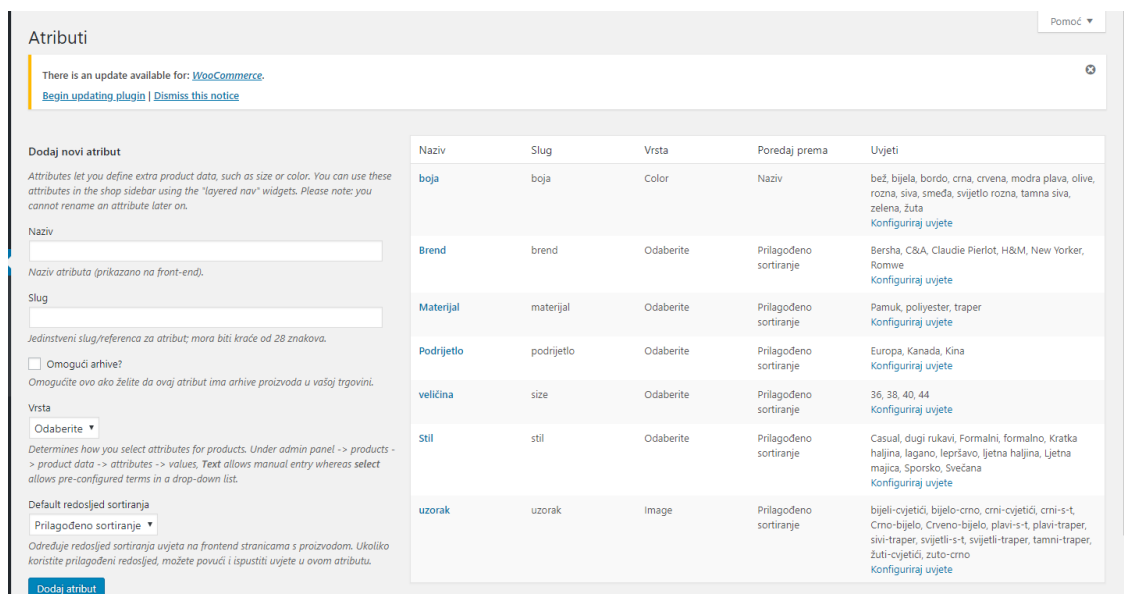 Pomoć ▼
Atributi
There is an update available for: WooCommerce.
Begin updating plugin | Dismiss this notice
Dodaj novi atribut
Attributes let you define extra product data, such as size or color. You can use these
attributes in the shop sidebar using the "layered nav" widgets. Please note: you
cannot rename an attribute later on.
Naziv
Naziv atributa (prikazano na front-end).
Slug
Jedinstveni slug/referenca za atribut; mora biti kraće od 28 znakova.
Omogući arhive?
Omogućite ovo ako želite da ovaj atribut ima arhive proizvoda u vašoj trgovini.
Vrsta
Odaberite ▼
Determines how you select attributes for products. Under admin panel -> products -
> product data -> attributes -> values, Text allows manual entry whereas select
allows pre-configured terms in a drop-down list.
Default redosljed sortiranja
Prilagođeno sortiranje ▼
Određuje redosljed sortiranja uvjeta na frontend stranicama s proizvodom. Ukoliko
koristite prilagođeni redosljed, možete povući i ispustiti uvjete u ovom atributu.
Dodaj atribut
Naziv Slug Vrsta Poredaj prema Uvjeti
boja boja Color Naziv bež, bijela, bordo, crna, crvena, modra plava, olive,
rozna, siva, smeđa, svijetlo rozna, tamna siva,
zelena, žuta
Konfiguriraj uvjete
Brend brend Odaberite Prilagođeno Bersha, C&A, Claudie Pierlot, H&M, New Yorker,
sortiranje Romwe
Konfiguriraj uvjete
Materijal materijal Odaberite Prilagođeno Pamuk, poliyester, traper
sortiranje Konfiguriraj uvjete
Podrijetlo podrijetlo Odaberite Prilagođeno Europa, Kanada, Kina
sortiranje Konfiguriraj uvjete
veličina size Odaberite Prilagođeno 36, 38, 40, 44
sortiranje Konfiguriraj uvjete
Stil stil Odaberite Prilagođeno Casual, dugi rukavi, Formalni, formalno, Kratka
sortiranje haljina, lagano, lepršavo, ljetna haljina, Ljetna
majica, Sporsko, Svečana
Konfiguriraj uvjete
uzorak uzorak Image Prilagođeno bijeli-cvjetići, bijelo-crno, crni-cvjetići, crni-s-t,
sortiranje Crno-bijelo, Crveno-bijelo, plavi-s-t, plavi-traper,
sivi-traper, svijetli-s-t, svijetli-traper, tamni-traper,
žuti-cvjetići, zuto-crno
Konfiguriraj uvjete